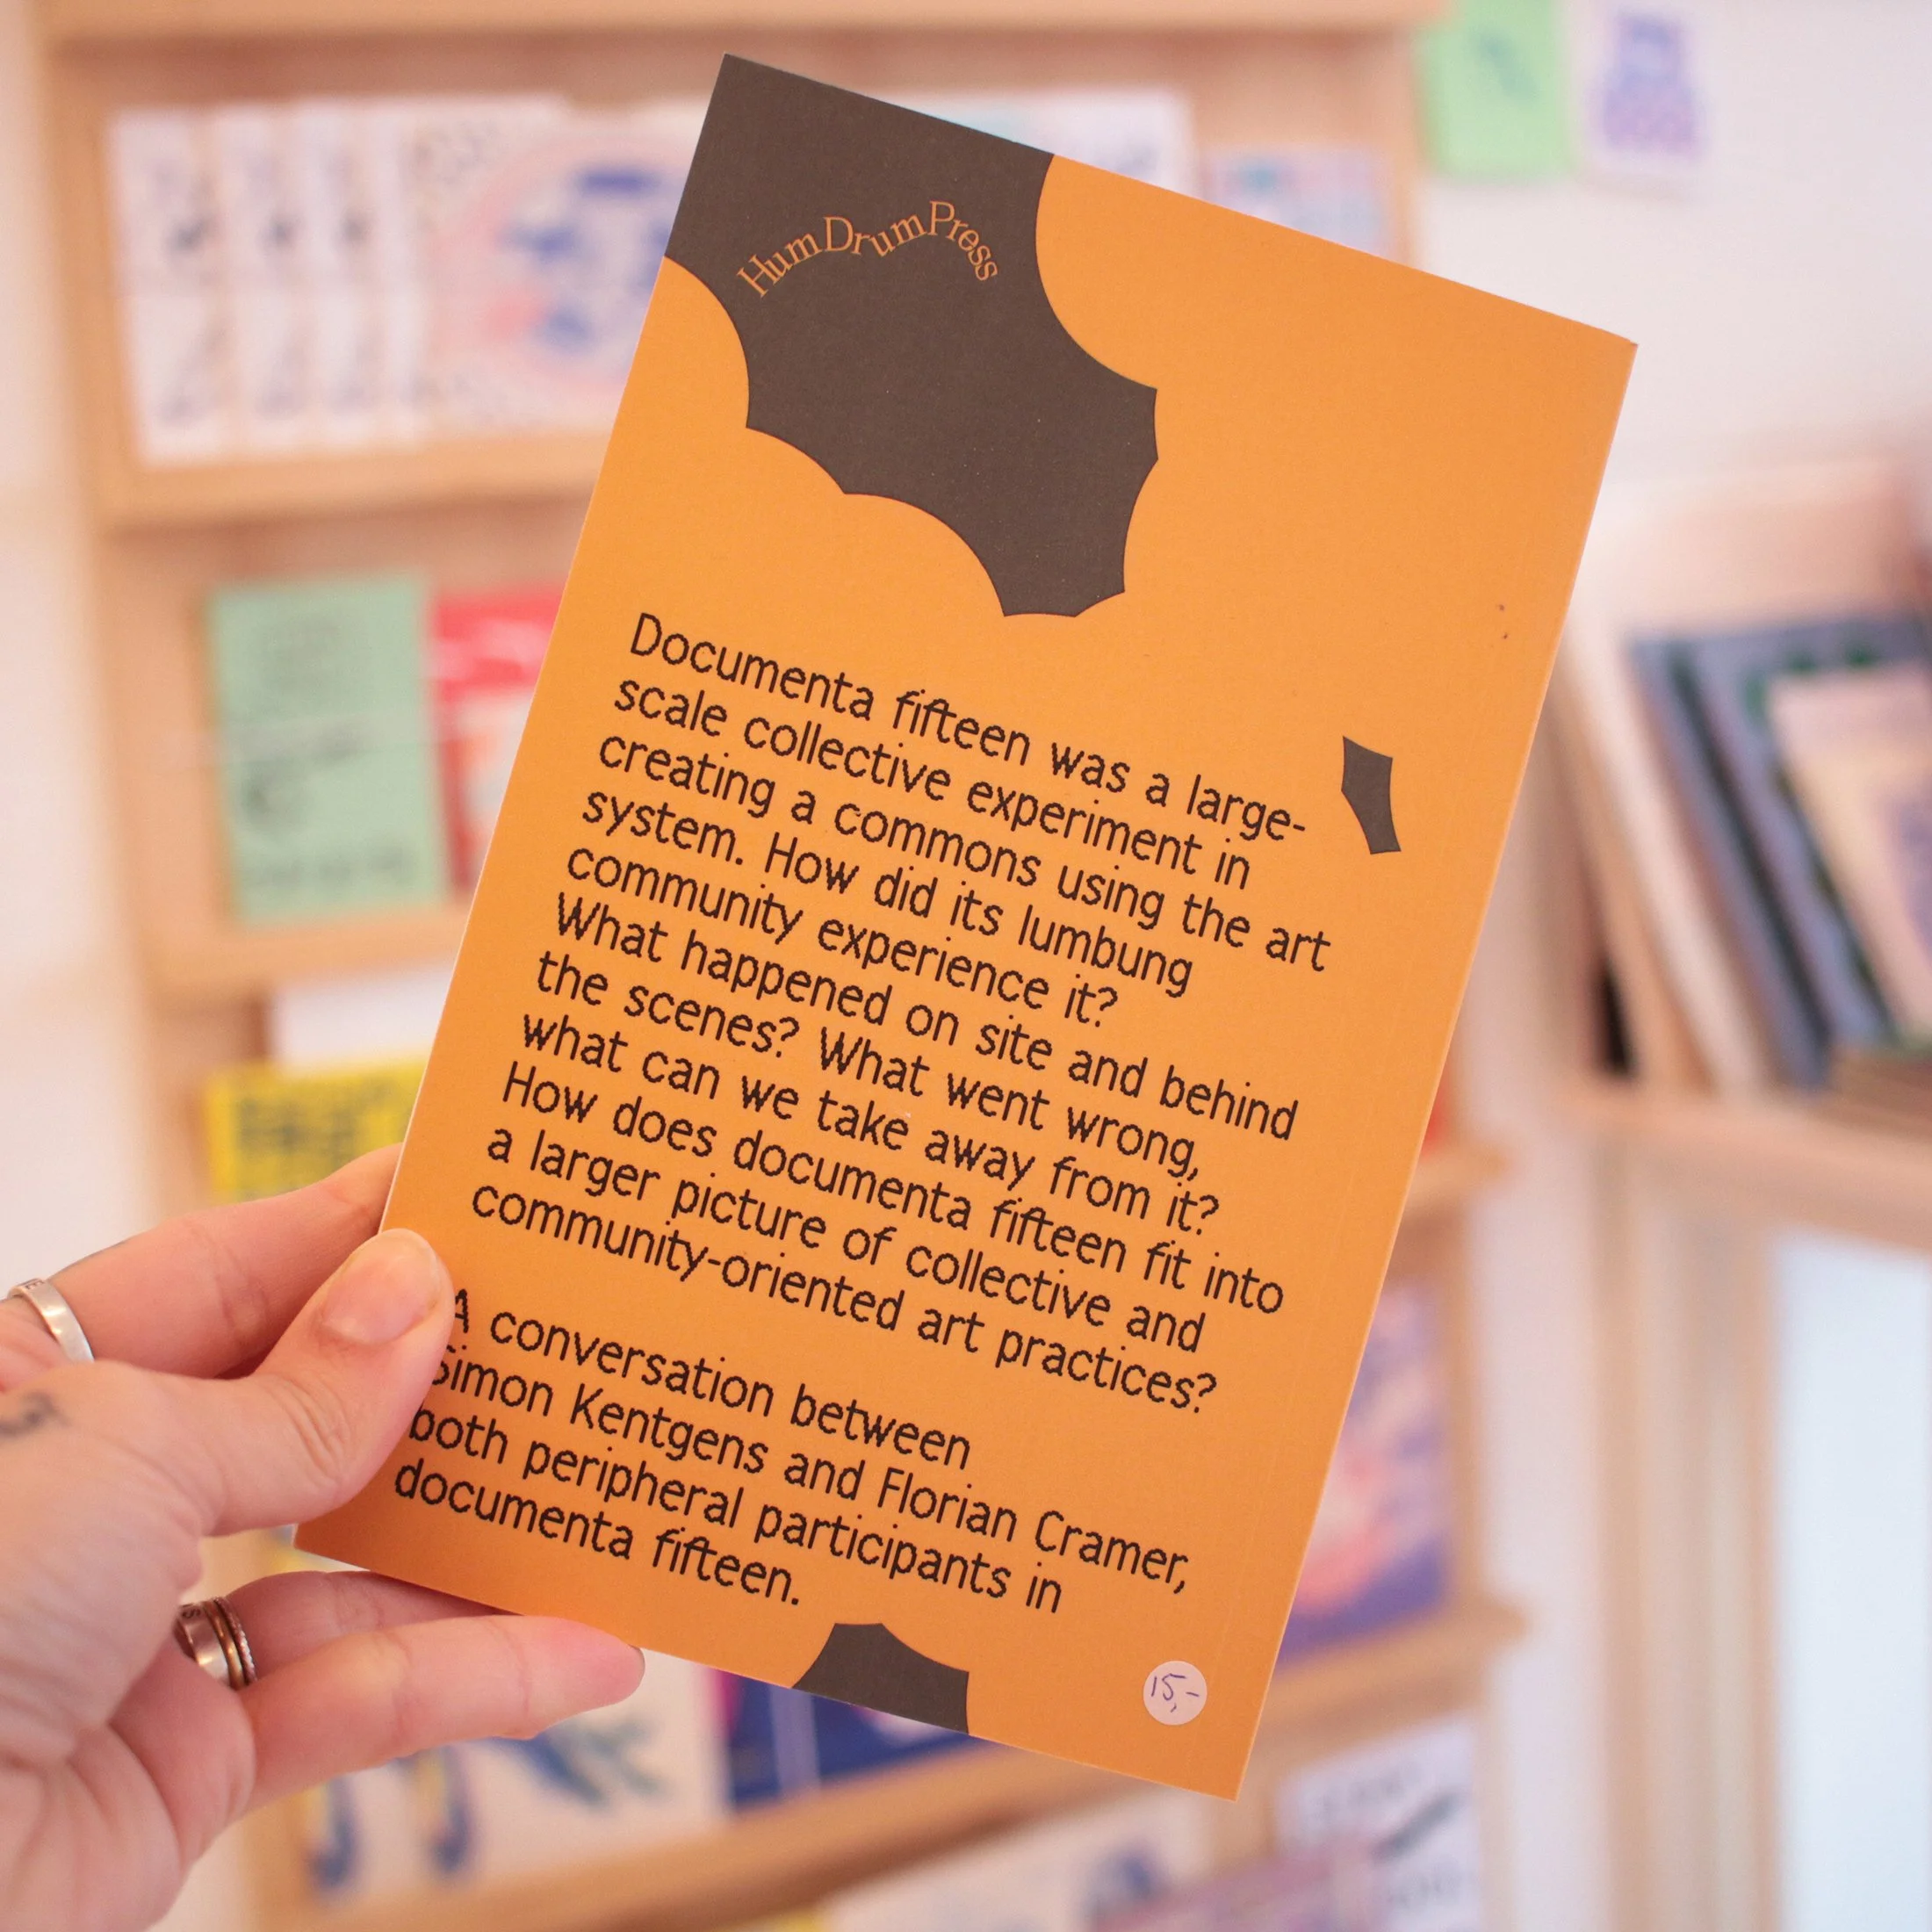 HumDrumPress
Documenta fifteen was a large-
scale collective experiment in
creating a commons using the art
system. How did its lumbung
community experience it?
What happened on site and behind
the scenes? What went wrong,
what can we take away from it?
How does documenta fifteen fit into
a larger picture of collective and
community-oriented art practices?
A conversation between
Simon Kentgens and Florian Cramer,
both peripheral participants in
documenta fifteen.
15,-